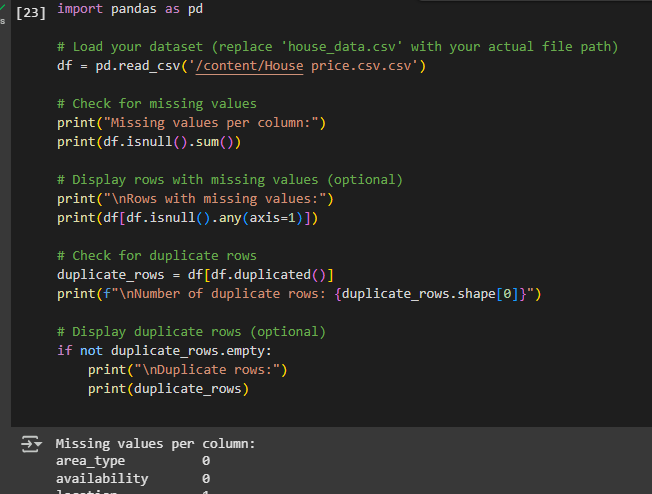 [23] import pandas as pd
# Load your dataset (replace 'house_data.csv' with your actual file path)
s
df = pd.read_csv('/content/House price.csv.csv')
# Check for missing values
print("Missing values per column:")
print(df.isnull().sum())
# Display rows with missing values (optional)
print("\nRows with missing values:")
print(df[df.isnull().any(axis=1)])
# Check for duplicate rows
duplicate_rows = df[df.duplicated()]
print(f"\nNumber of duplicate rows: {duplicate_rows.shape[0]}")
# Display duplicate rows (optional)
if not duplicate_rows.empty:
    print("\nDuplicate rows:")
    print(duplicate_rows)
Missing values per column:
area_type 0
availability 0
location 1